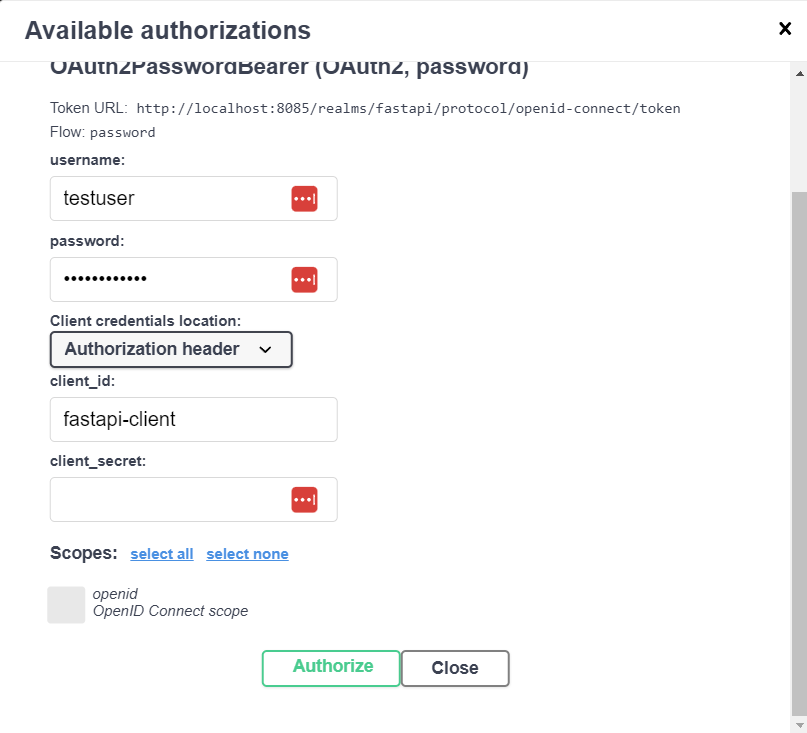 Available authorizations
OAuth2PasswordBearer (OAuth2, password)
Token URL: http://localhost:8085/realms/fastapi/protocol/openid-connect/token
Flow: password
username:
testuser
password:
••••••••••••
Client credentials location:
Authorization header
client_id:
fastapi-client
client_secret:
Scopes: select all select none
openid
OpenID Connect scope
Authorize Close